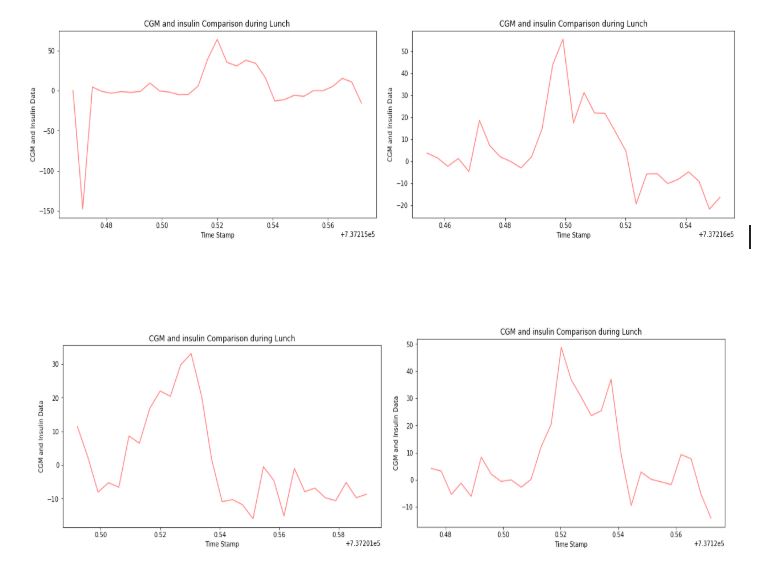 CGM and insulin Comparison during Lunch
CGM and Insulin Data
50
0
−50
−100
−150
0.48
0.50
0.52
0.54
0.56
Time Stamp
+7.37215e5
CGM and insulin Comparison during Lunch
CGM and Insulin Data
50
40
30
20
10
0
−10
−20
0.46
0.48
0.50
0.52
0.54
Time Stamp
+7.37216e5
CGM and insulin Comparison during Lunch
CGM and Insulin Data
30
20
10
0
−10
0.50
0.52
0.54
0.56
0.58
Time Stamp
+7.37201e5
CGM and insulin Comparison during Lunch
CGM and Insulin Data
50
40
30
20
10
0
−10
0.48
0.50
0.52
0.54
0.56
Time Stamp
+7.3712e5